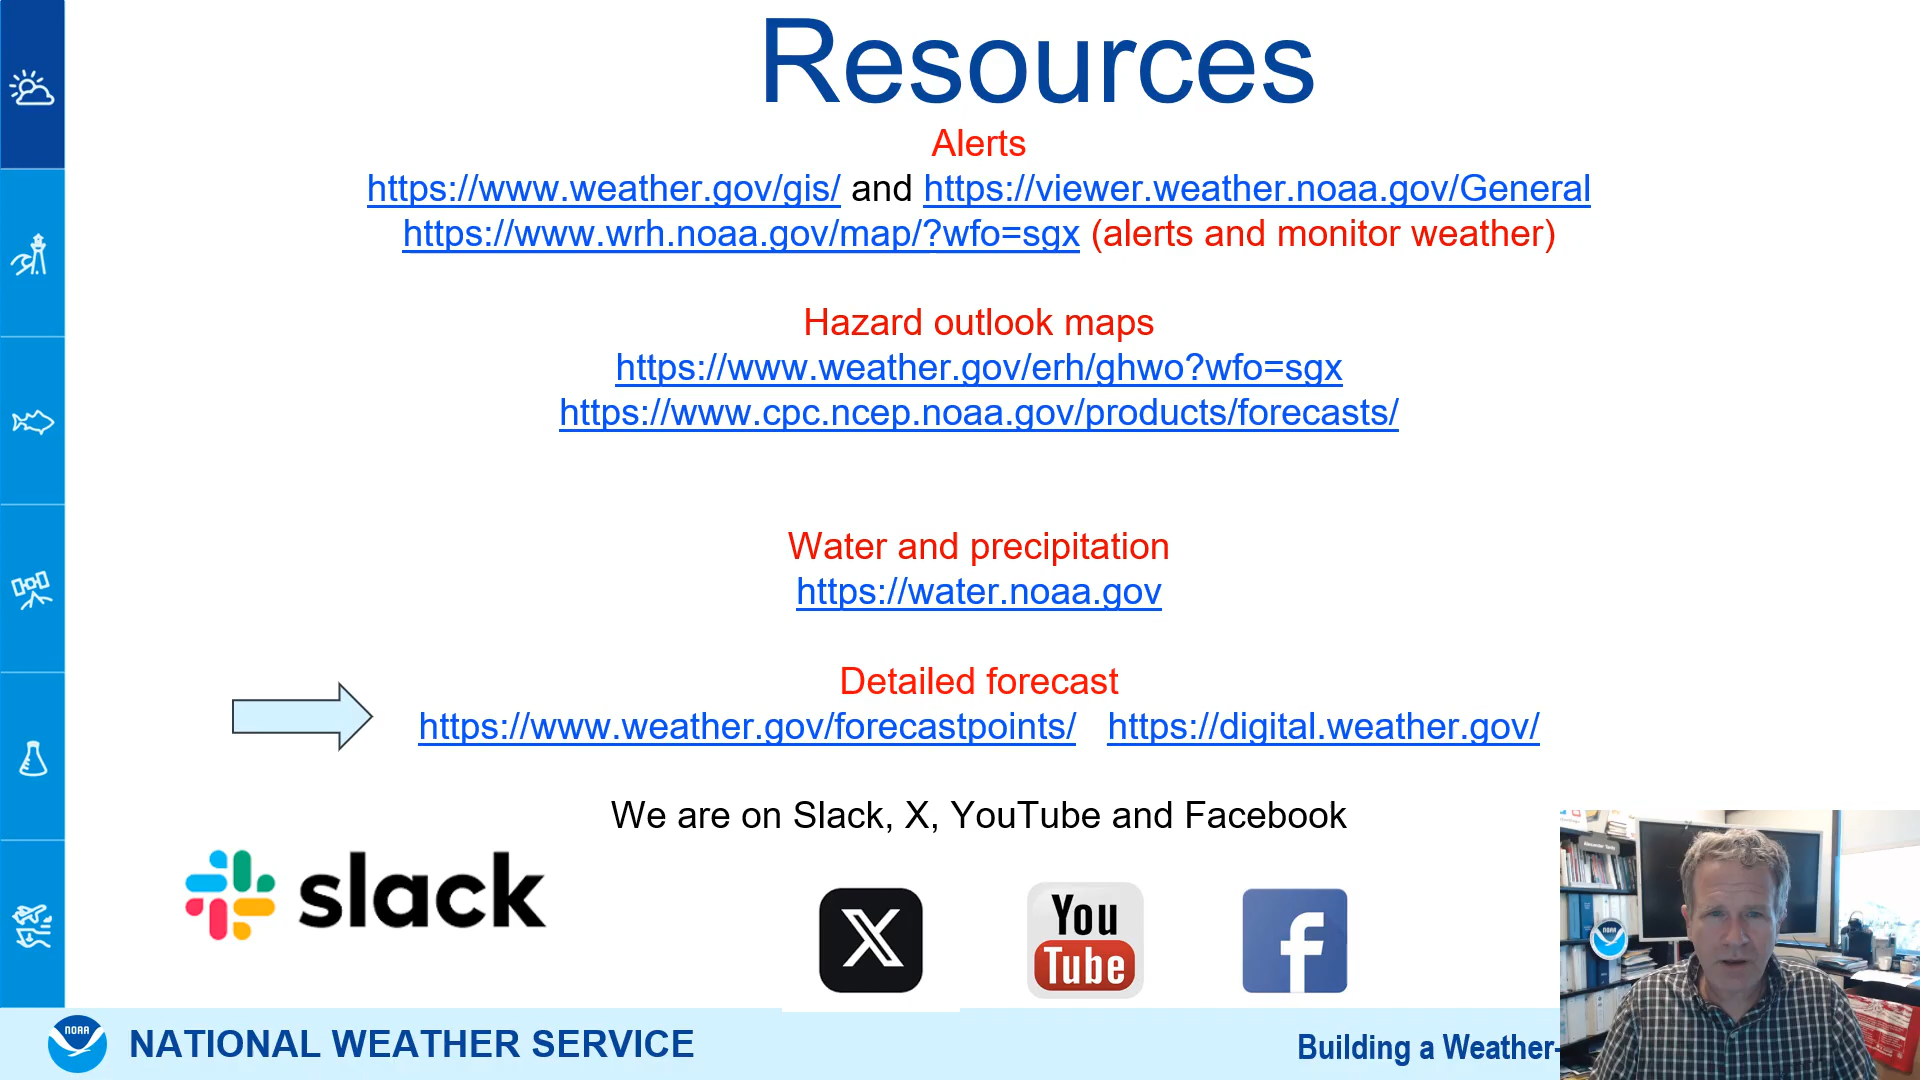 Resources
Alerts
https://www.weather.gov/gis/ and https://viewer.weather.noaa.gov/General
https://www.wrh.noaa.gov/map/?wfo=sgx (alerts and monitor weather)
Hazard outlook maps
https://www.weather.gov/erh/ghwo?wfo=sgx
https://www.cpc.ncep.noaa.gov/products/forecasts/
Water and precipitation
https://water.noaa.gov
Detailed forecast
https://www.weather.gov/forecastpoints/ https://digital.weather.gov/
We are on Slack, X, YouTube and Facebook
slack
X
You
Tube
f
NOAA
NATIONAL WEATHER SERVICE
Building a Weather-
NOAA